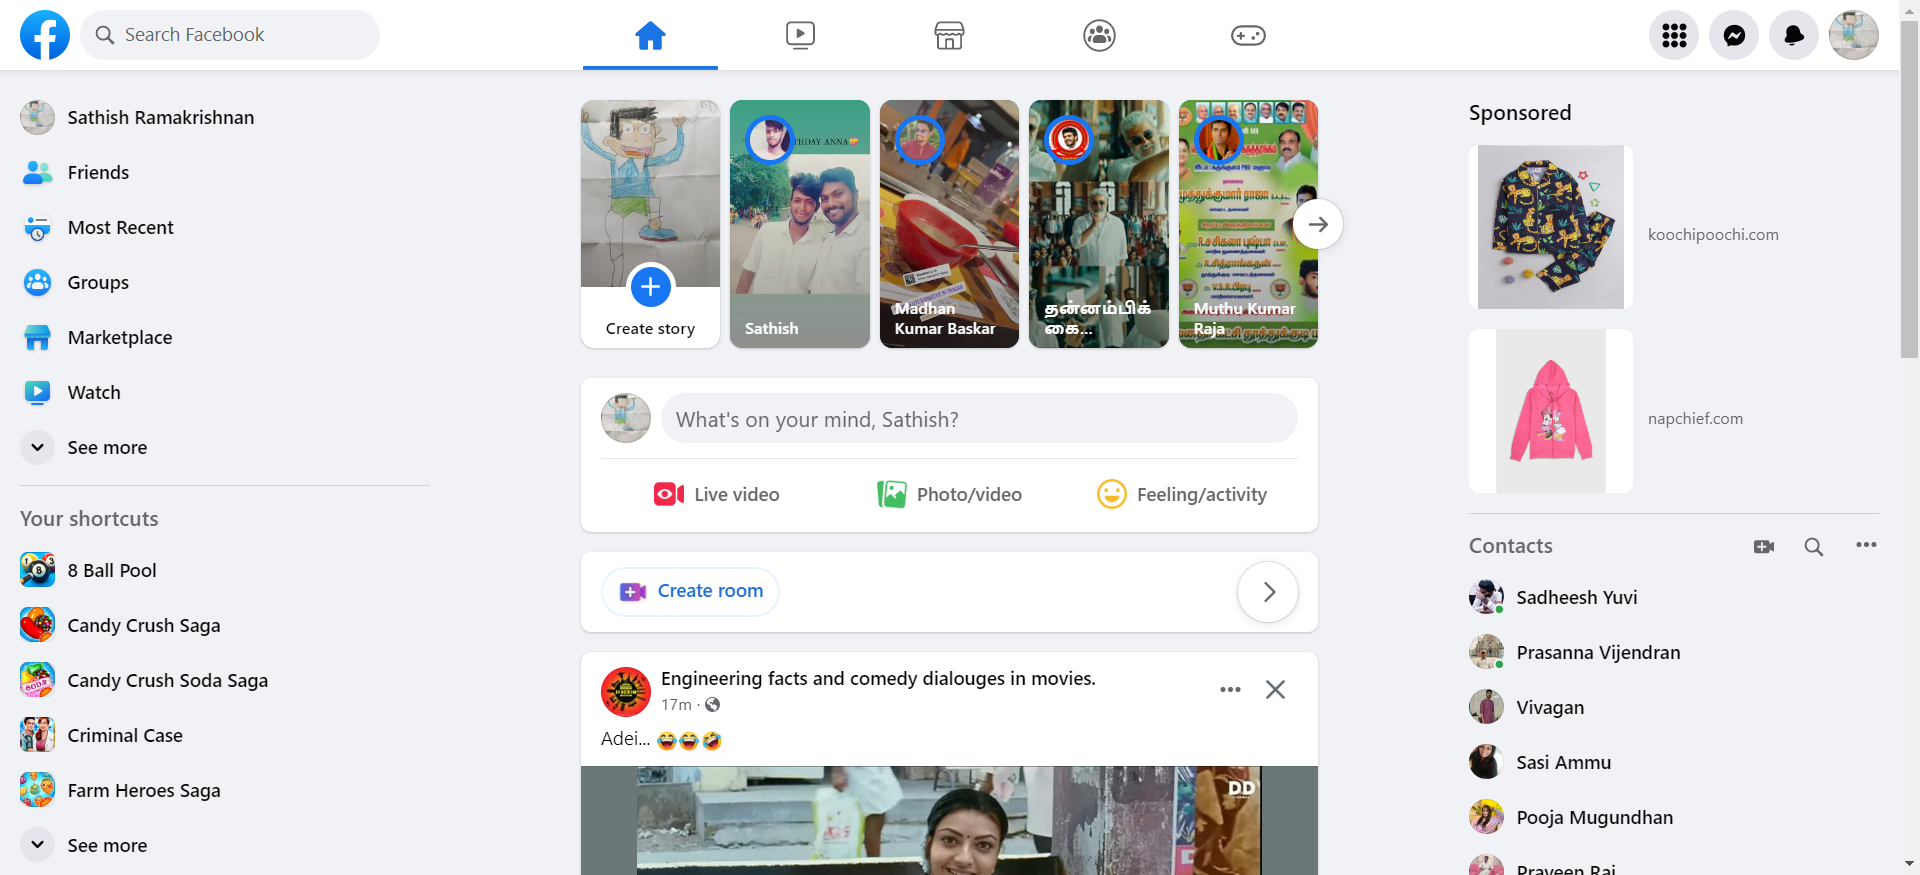 Search Facebook
Sathish Ramakrishnan
Friends
Most Recent
Groups
Marketplace
Watch
See more
Your shortcuts
8 Ball Pool
Candy Crush Saga
Candy Crush Soda Saga
Criminal Case
Farm Heroes Saga
See more
Create story
THDAY ANNA
Sathish
Madhan
Kumar Baskar
தன்னம்பிக்
கை...
Muthu Kumar
Raja
What's on your mind, Sathish?
Live video
Photo/video
Feeling/activity
Create room
Engineering facts and comedy dialouges in movies.
17m ·
Adei...
DD
Sponsored
koochipoochi.com
napchief.com
Contacts
Sadheesh Yuvi
Prasanna Vijendran
Vivagan
Sasi Ammu
Pooja Mugundhan
Praveen Raj